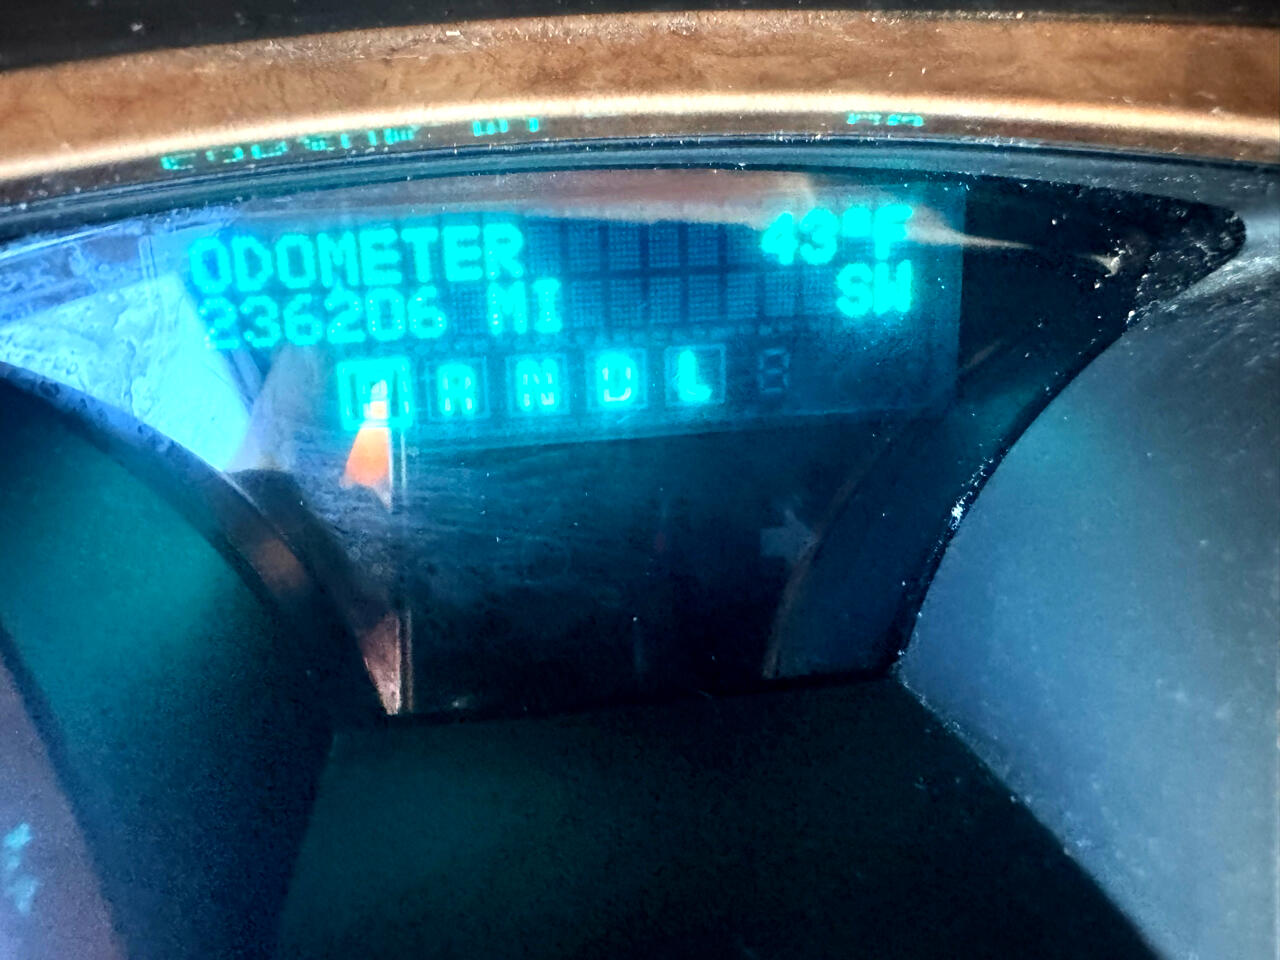 ODOMETER 43°F
236206 MI SW
R N D L